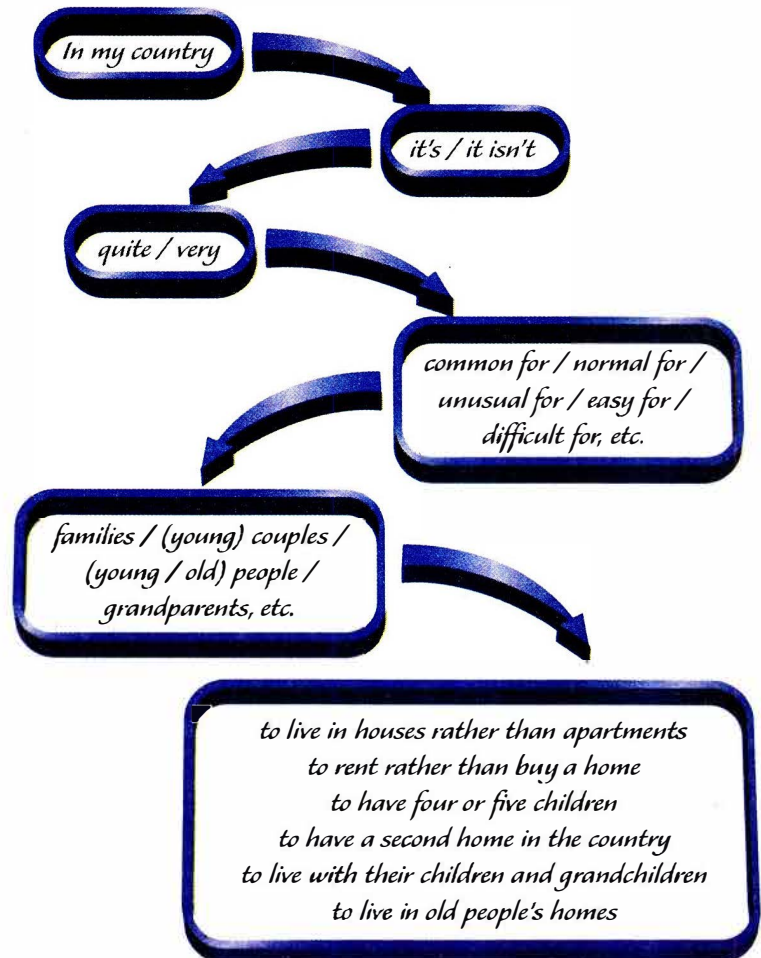 In my country
it's / it isn't
quite / very
common for / normal for /
unusual for / easy for /
difficult for, etc.
families / (young) couples /
(young / old) people /
grandparents, etc.
to live in houses rather than apartments
to rent rather than buy a home
to have four or five children
to have a second home in the country
to live with their children and grandchildren
to live in old people's homes